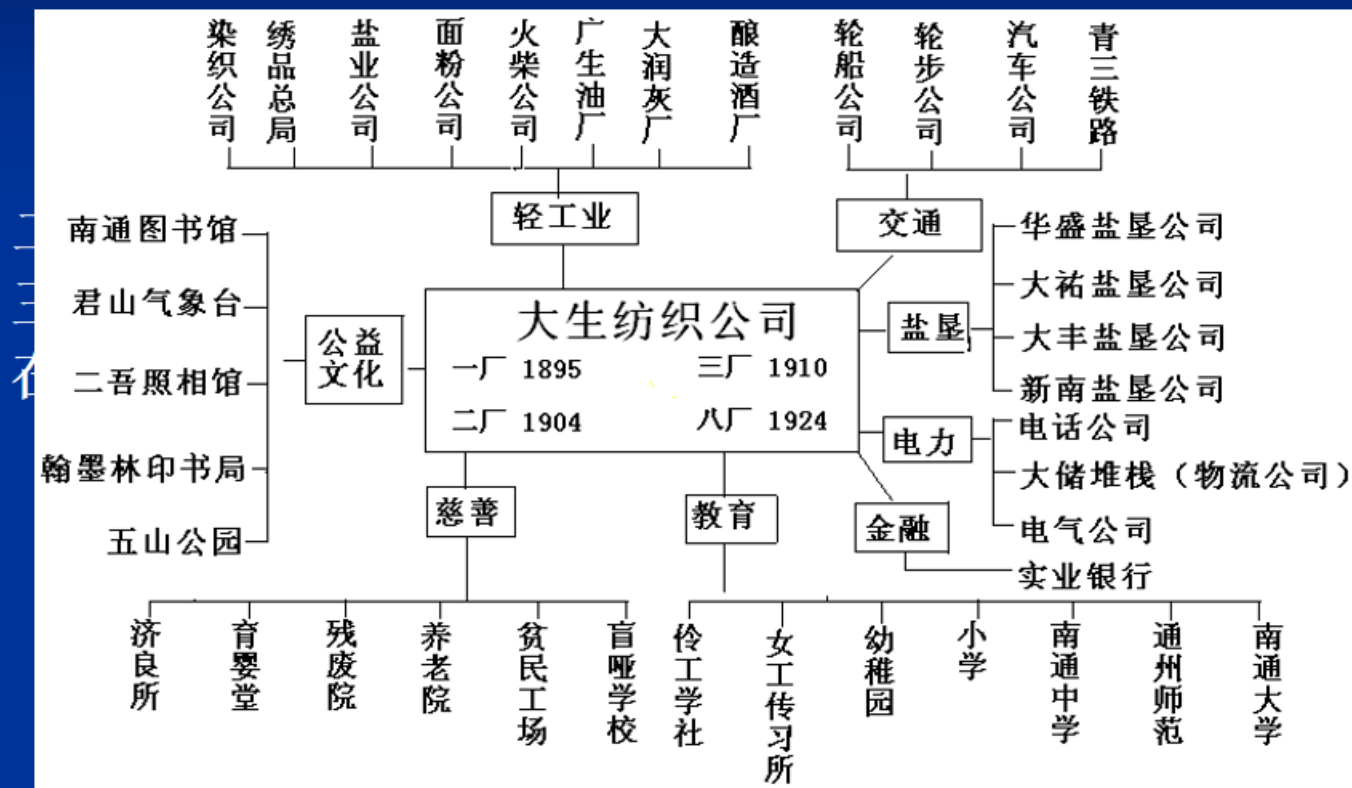 染织公司
绣品总局
盐业公司
面粉公司
火柴公司
广生油厂
大润灰厂
酿造酒厂
轮船公司
轮步公司
汽车公司
青三铁路
轻工业
交通
南通图书馆
君山气象台
二吾照相馆
翰墨林印书局
五山公园
公益
文化
大生纺织公司
一厂 1895
三厂 1910
二厂 1904
八厂 1924
盐垦
华盛盐垦公司
大祐盐垦公司
大丰盐垦公司
新南盐垦公司
电力
电话公司
大储堆栈（物流公司）
电气公司
金融
实业银行
慈善
教育
济良所
育婴堂
残废院
养老院
贫民工场
盲哑学校
伶工学社
女工传习所
幼稚园
小学
南通中学
通州师范
南通大学